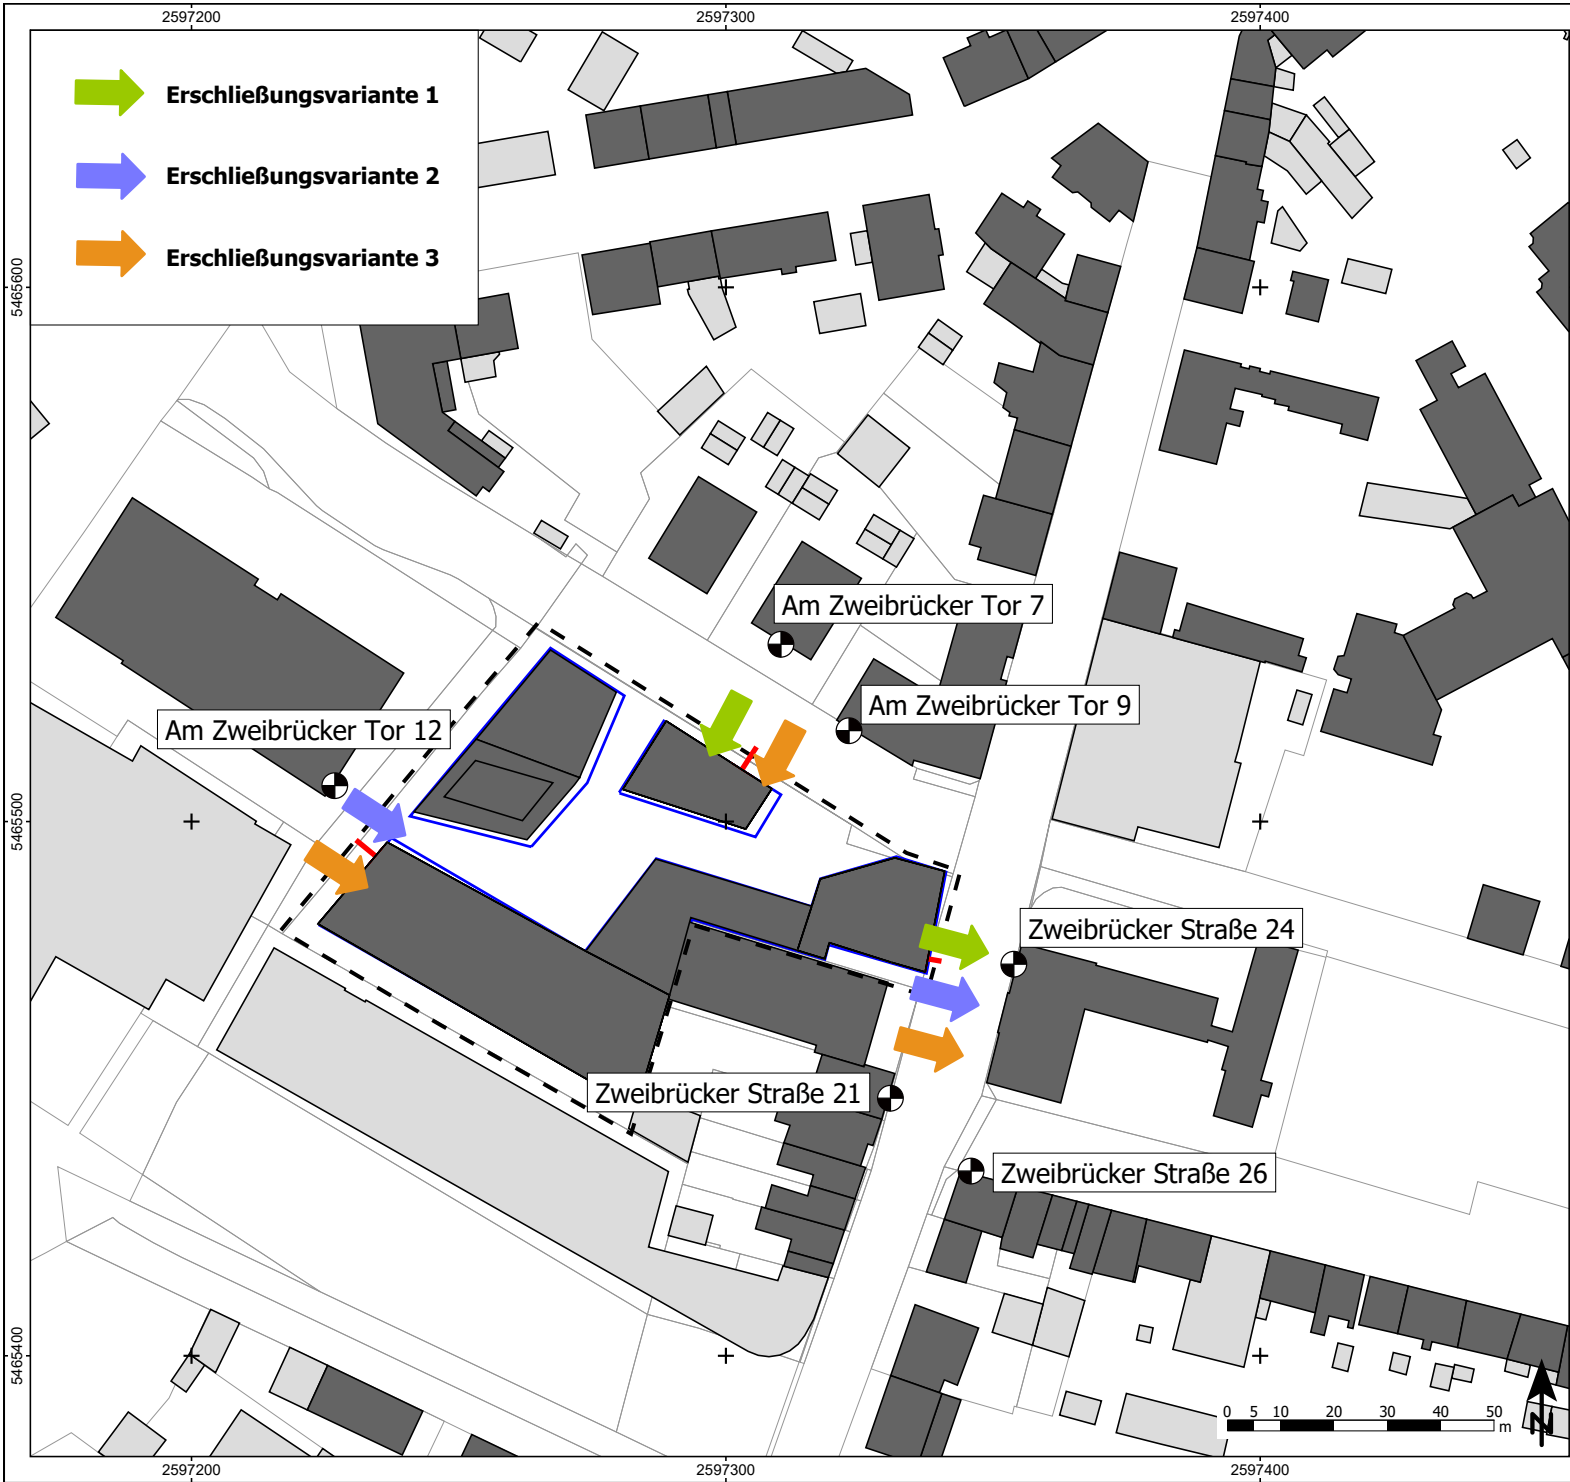 2597200
2597300
2597400
Erschließungsvariante 1
Erschließungsvariante 2
Erschließungsvariante 3
5465600
5465500
5465400
Am Zweibrücker Tor 7
Am Zweibrücker Tor 9
Am Zweibrücker Tor 12
Zweibrücker Straße 24
Zweibrücker Straße 21
Zweibrücker Straße 26
0 5 10 20 30 40 50
m
N
2597200
2597300
2597400